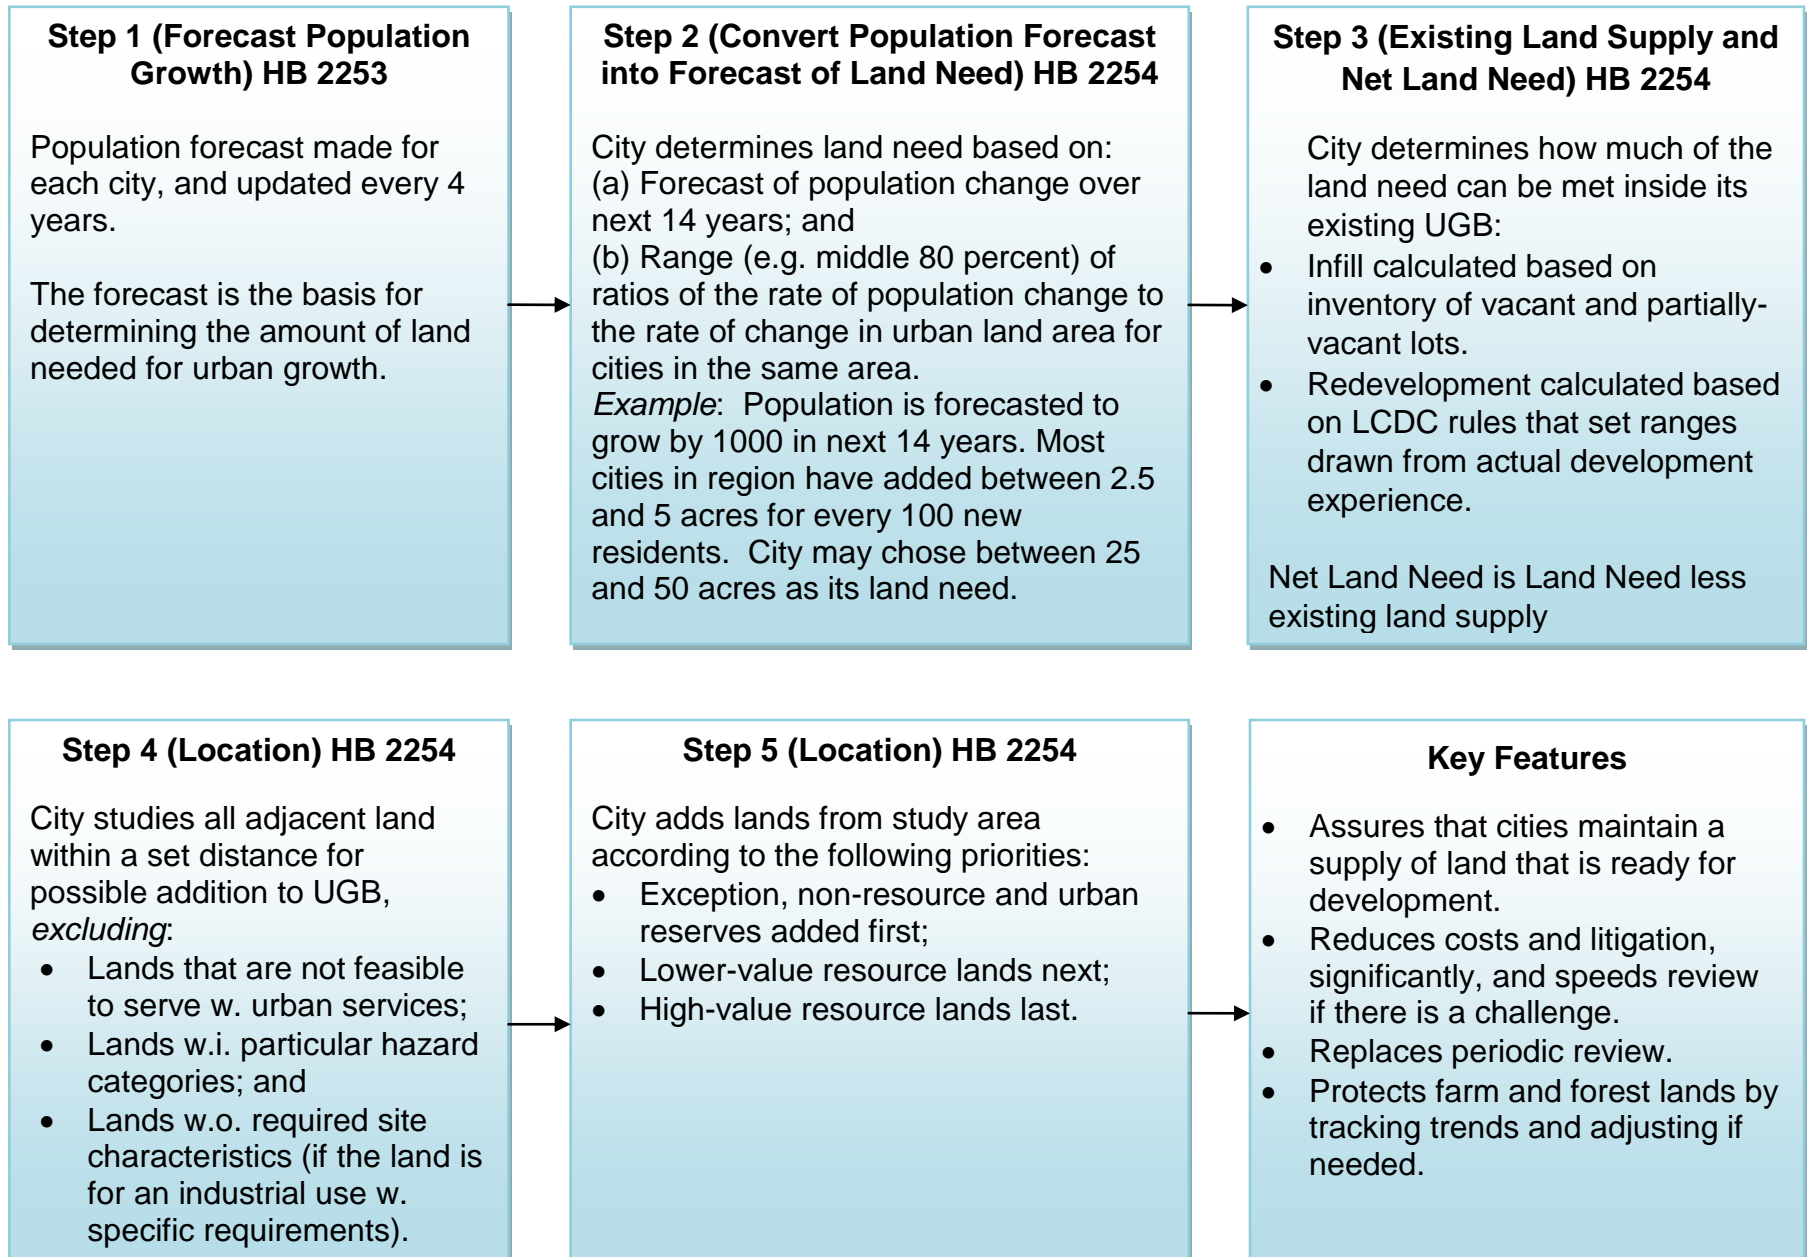 Step 1 (Forecast Population
Growth) HB 2253
Population forecast made for
each city, and updated every 4
years.
The forecast is the basis for
determining the amount of land
needed for urban growth.
Step 2 (Convert Population Forecast
into Forecast of Land Need) HB 2254
City determines land need based on:
(a) Forecast of population change over
next 14 years; and
(b) Range (e.g. middle 80 percent) of
ratios of the rate of population change to
the rate of change in urban land area for
cities in the same area.
Example:  Population is forecasted to
grow by 1000 in next 14 years. Most
cities in region have added between 2.5
and 5 acres for every 100 new
residents.  City may chose between 25
and 50 acres as its land need.
Step 3 (Existing Land Supply and
Net Land Need) HB 2254
City determines how much of the
land need can be met inside its
existing UGB:
• Infill calculated based on
inventory of vacant and partially-
vacant lots.
• Redevelopment calculated based
on LCDC rules that set ranges
drawn from actual development
experience.
Net Land Need is Land Need less
existing land supply
Step 4 (Location) HB 2254
City studies all adjacent land
within a set distance for
possible addition to UGB,
excluding:
• Lands that are not feasible
to serve w. urban services;
• Lands w.i. particular hazard
categories; and
• Lands w.o. required site
characteristics (if the land is
for an industrial use w.
specific requirements).
Step 5 (Location) HB 2254
City adds lands from study area
according to the following priorities:
• Exception, non-resource and urban
reserves added first;
• Lower-value resource lands next;
• High-value resource lands last.
Key Features
• Assures that cities maintain a
supply of land that is ready for
development.
• Reduces costs and litigation,
significantly, and speeds review
if there is a challenge.
• Replaces periodic review.
• Protects farm and forest lands by
tracking trends and adjusting if
needed.